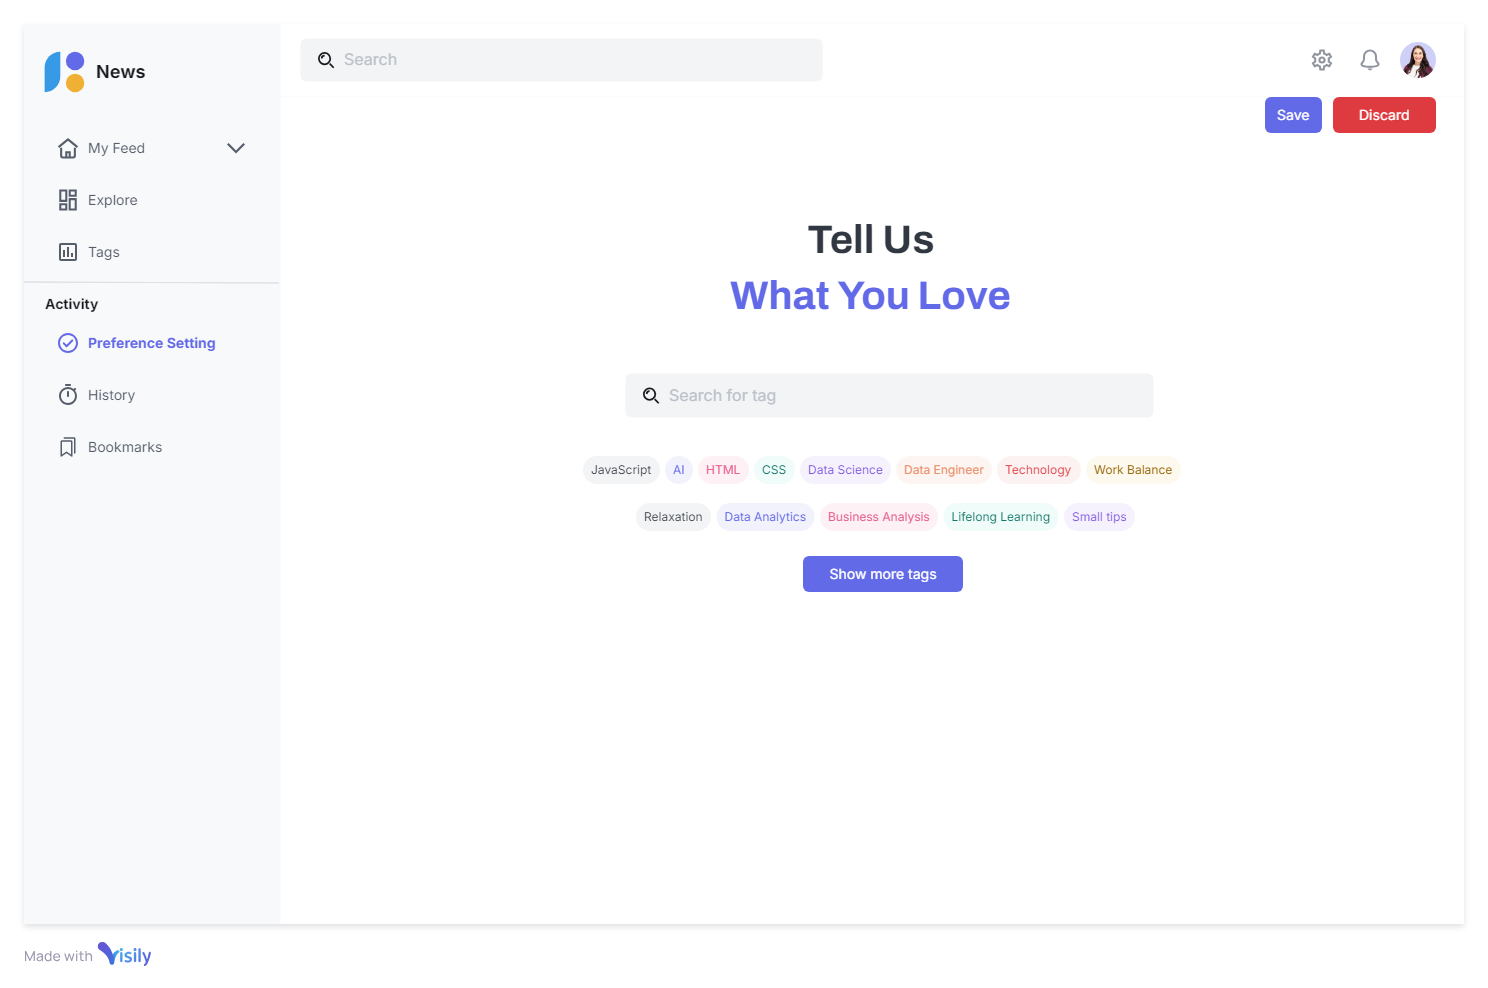 News
My Feed
Explore
Tags
Activity
Preference Setting
History
Bookmarks
Search
Save
Discard
Tell Us
What You Love
Search for tag
JavaScript AI HTML CSS Data Science Data Engineer Technology Work Balance
Relaxation Data Analytics Business Analysis Lifelong Learning Small tips
Show more tags
Made with Visily